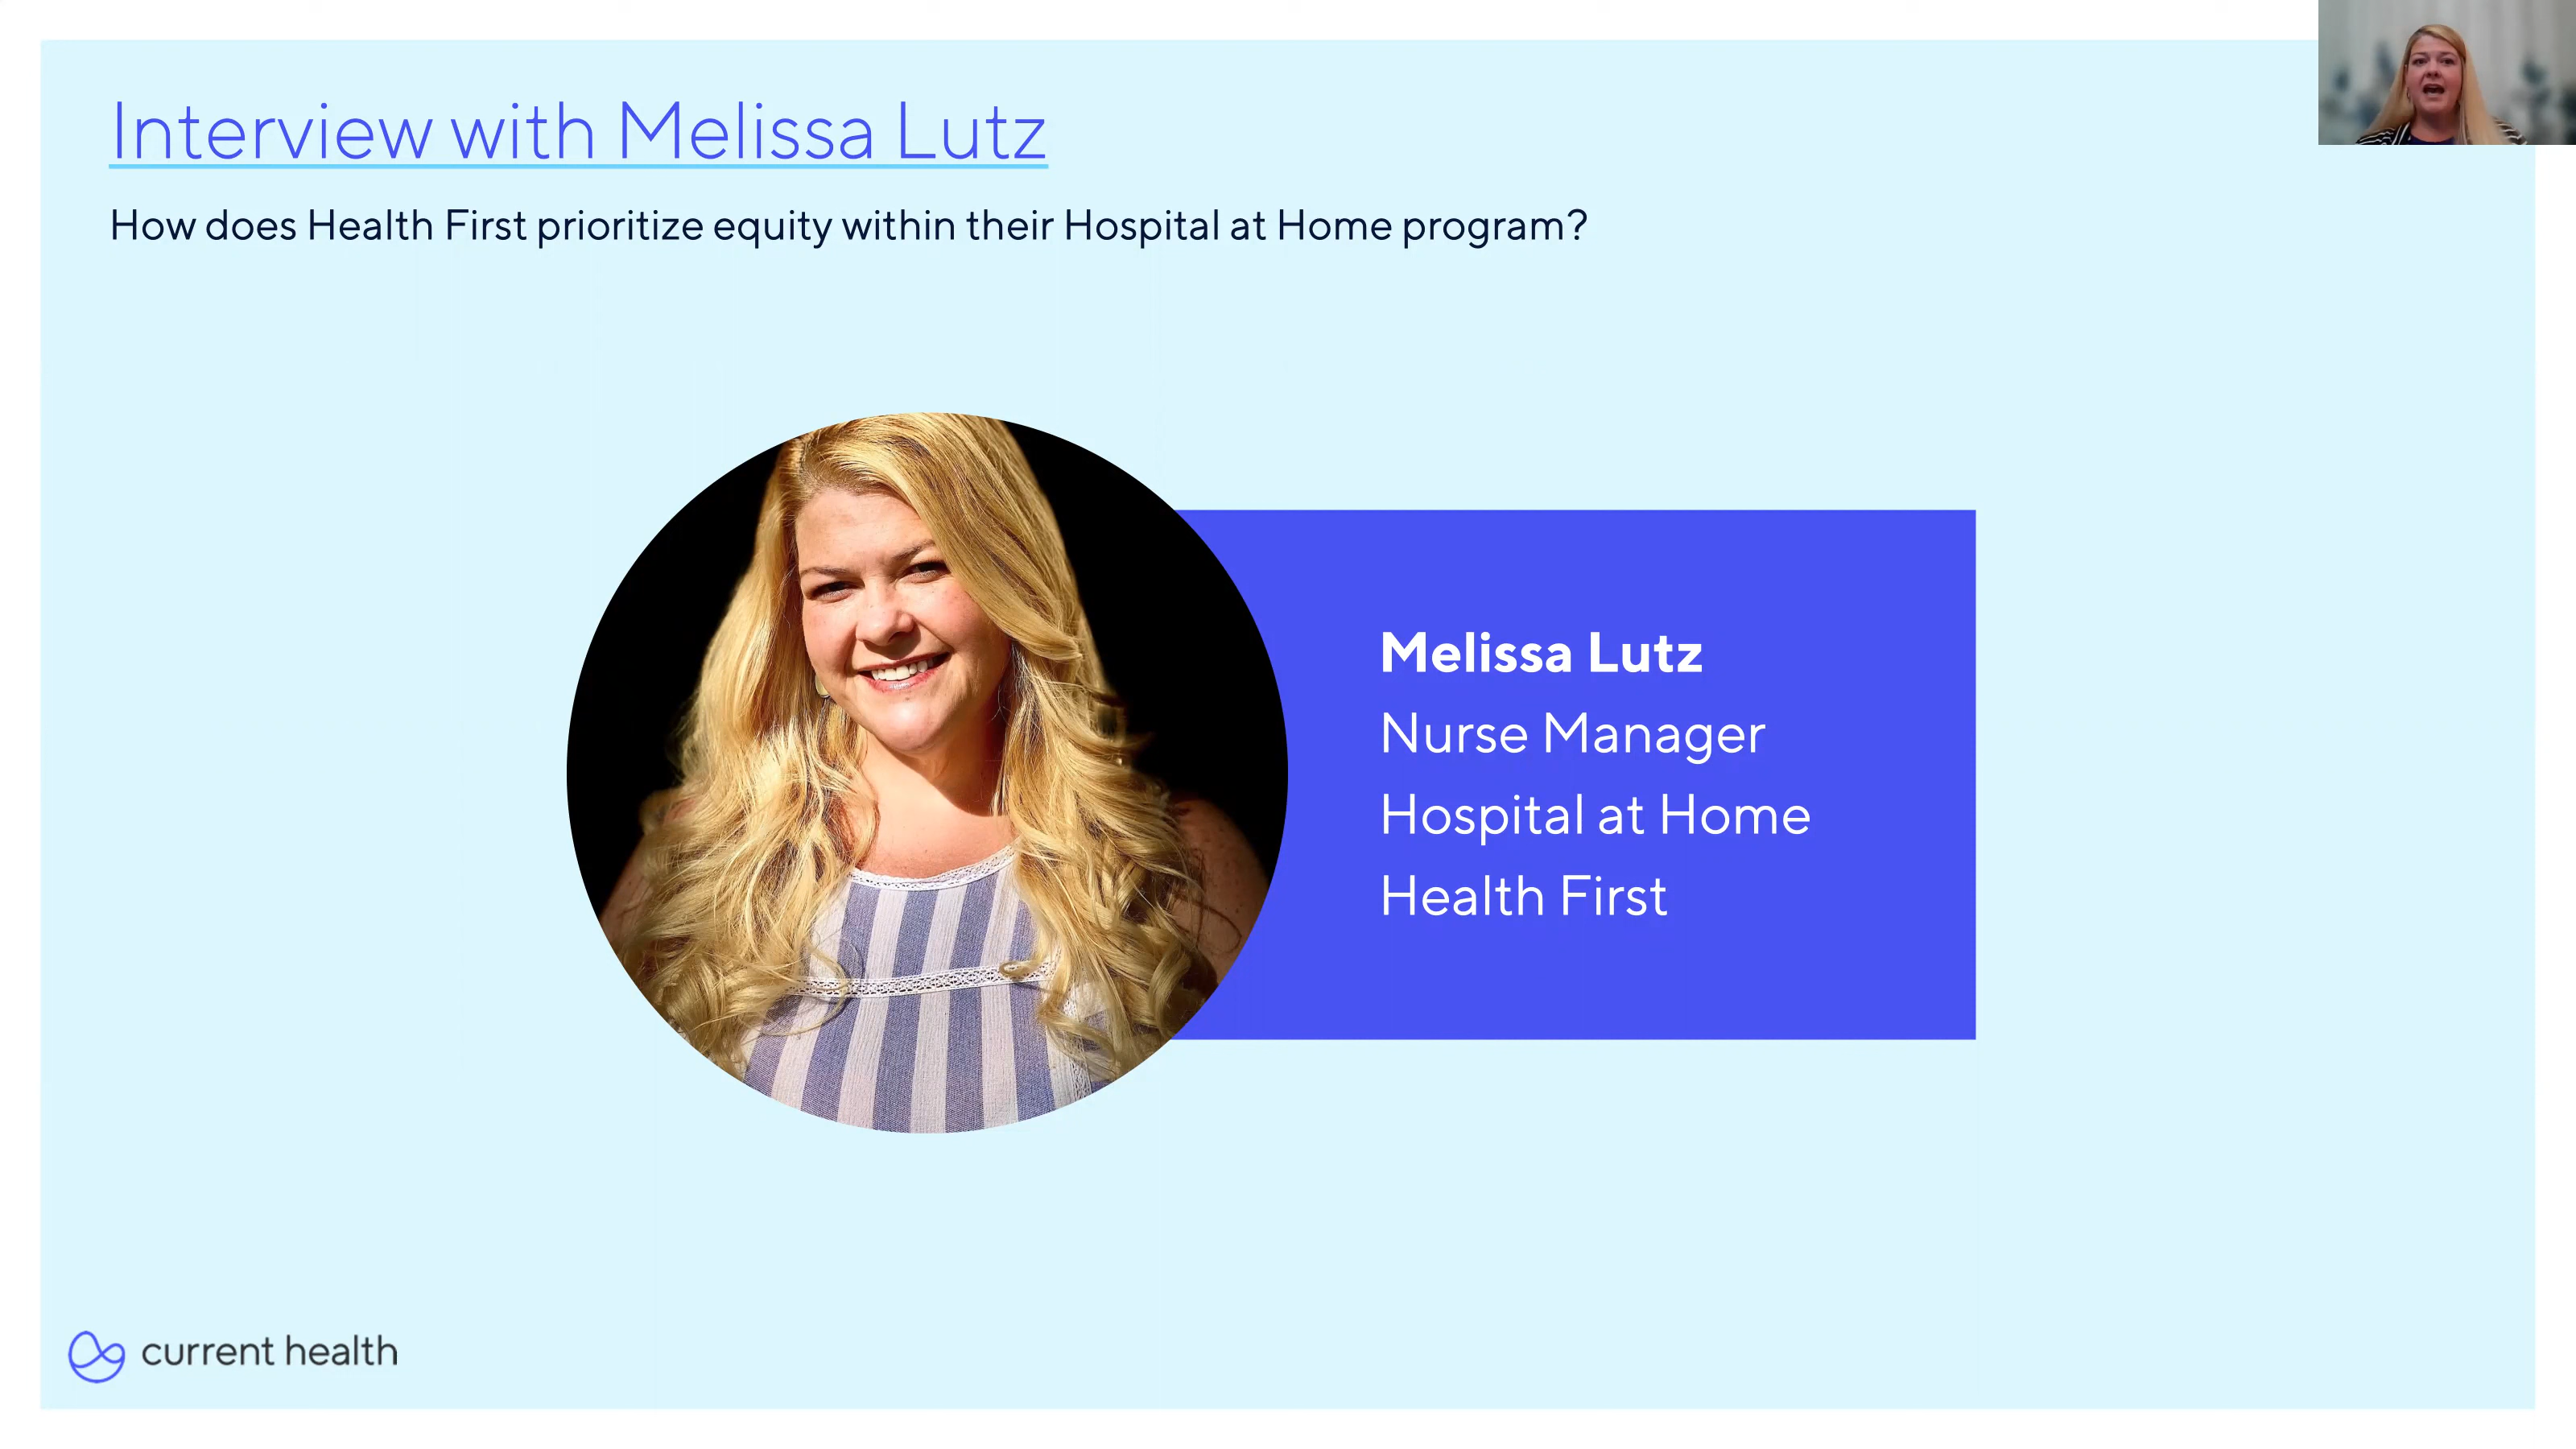 Interview with Melissa Lutz
How does Health First prioritize equity within their Hospital at Home program?
Melissa Lutz
Nurse Manager
Hospital at Home
Health First
current health